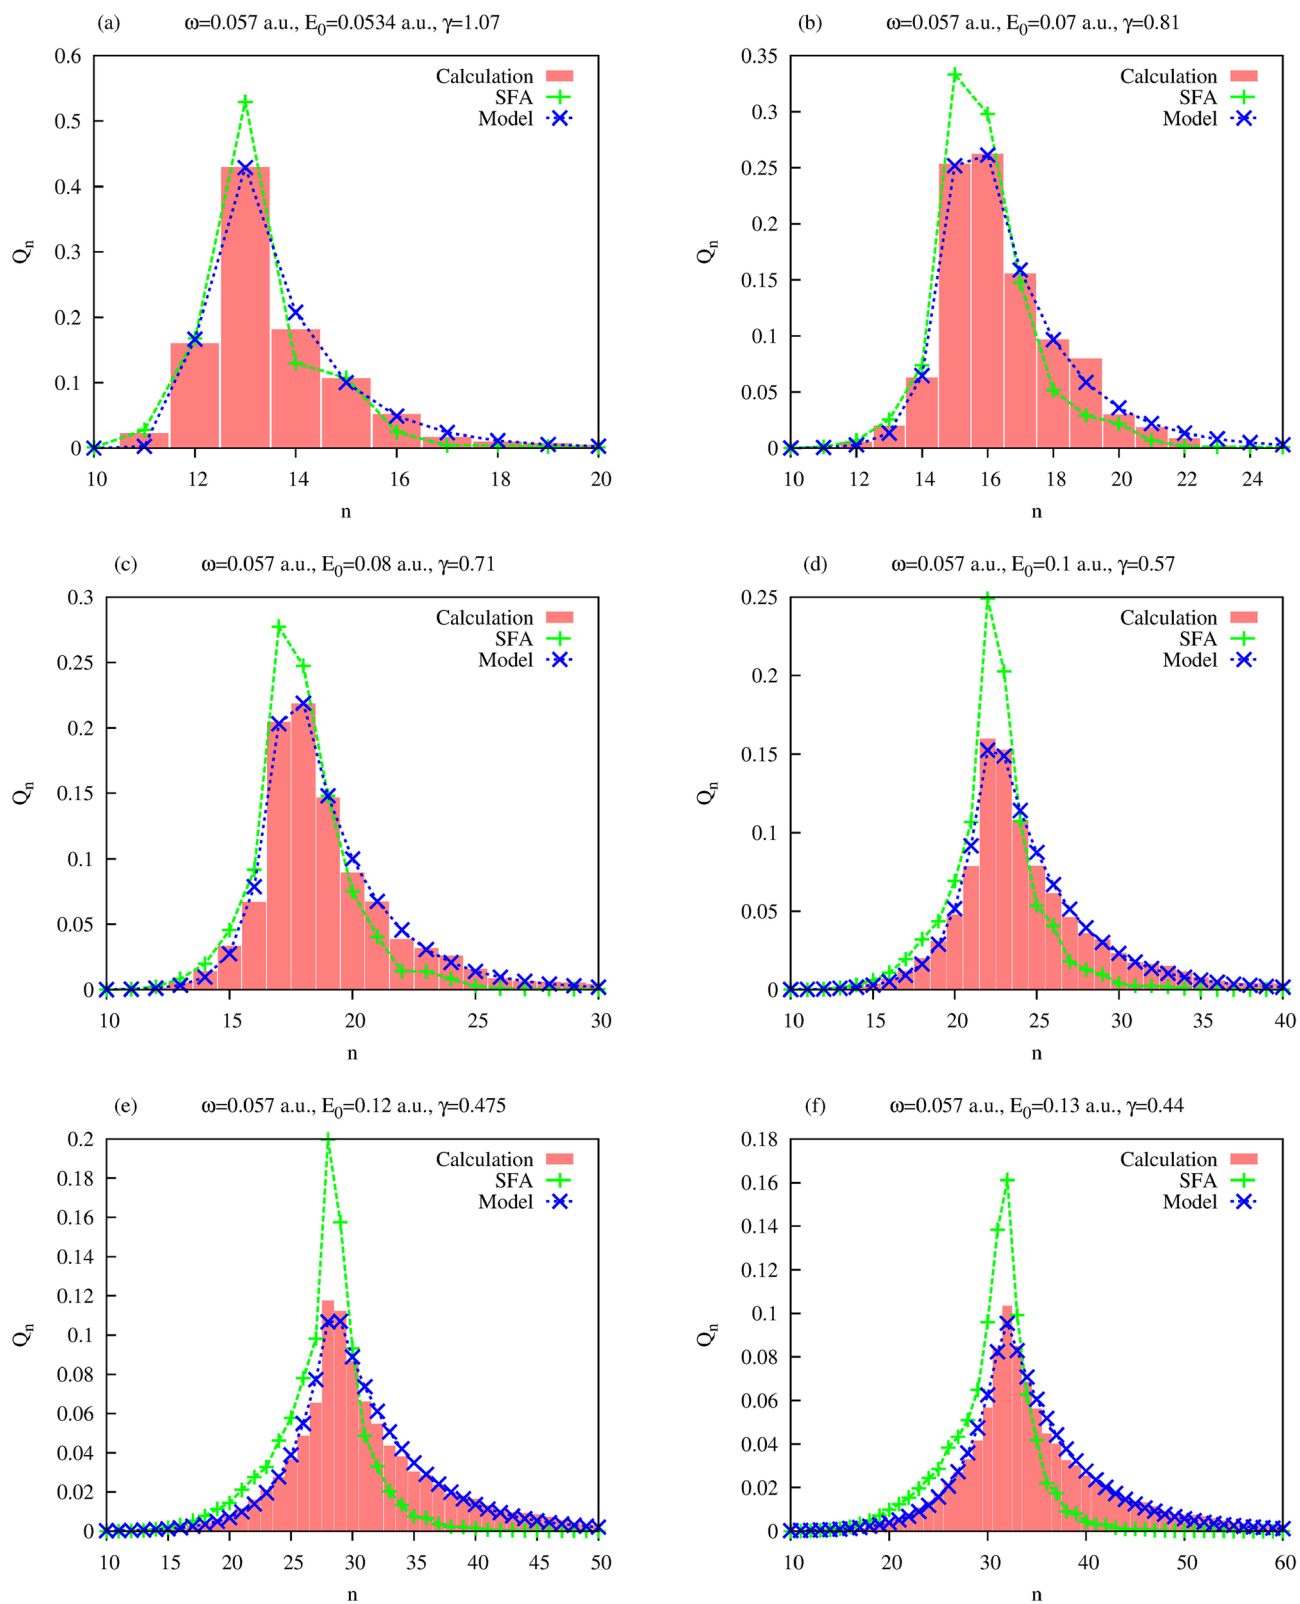 (a) ω=0.057 a.u., E0=0.0534 a.u., γ=1.07
0.6
0.5
0.4
0.3
0.2
0.1
0
Qn
Calculation
SFA
Model
10 12 14 16 18 20
n
(b) ω=0.057 a.u., E0=0.07 a.u., γ=0.81
0.35
0.3
0.25
0.2
0.15
0.1
0.05
0
Qn
Calculation
SFA
Model
10 12 14 16 18 20 22 24
n
(c) ω=0.057 a.u., E0=0.08 a.u., γ=0.71
0.3
0.25
0.2
0.15
0.1
0.05
0
Qn
Calculation
SFA
Model
10 15 20 25 30
n
(d) ω=0.057 a.u., E0=0.1 a.u., γ=0.57
0.25
0.2
0.15
0.1
0.05
0
Qn
Calculation
SFA
Model
10 15 20 25 30 35 40
n
(e) ω=0.057 a.u., E0=0.12 a.u., γ=0.475
0.2
0.18
0.16
0.14
0.12
0.1
0.08
0.06
0.04
0.02
0
Qn
Calculation
SFA
Model
10 15 20 25 30 35 40 45 50
n
(f) ω=0.057 a.u., E0=0.13 a.u., γ=0.44
0.18
0.16
0.14
0.12
0.1
0.08
0.06
0.04
0.02
0
Qn
Calculation
SFA
Model
10 20 30 40 50 60
n